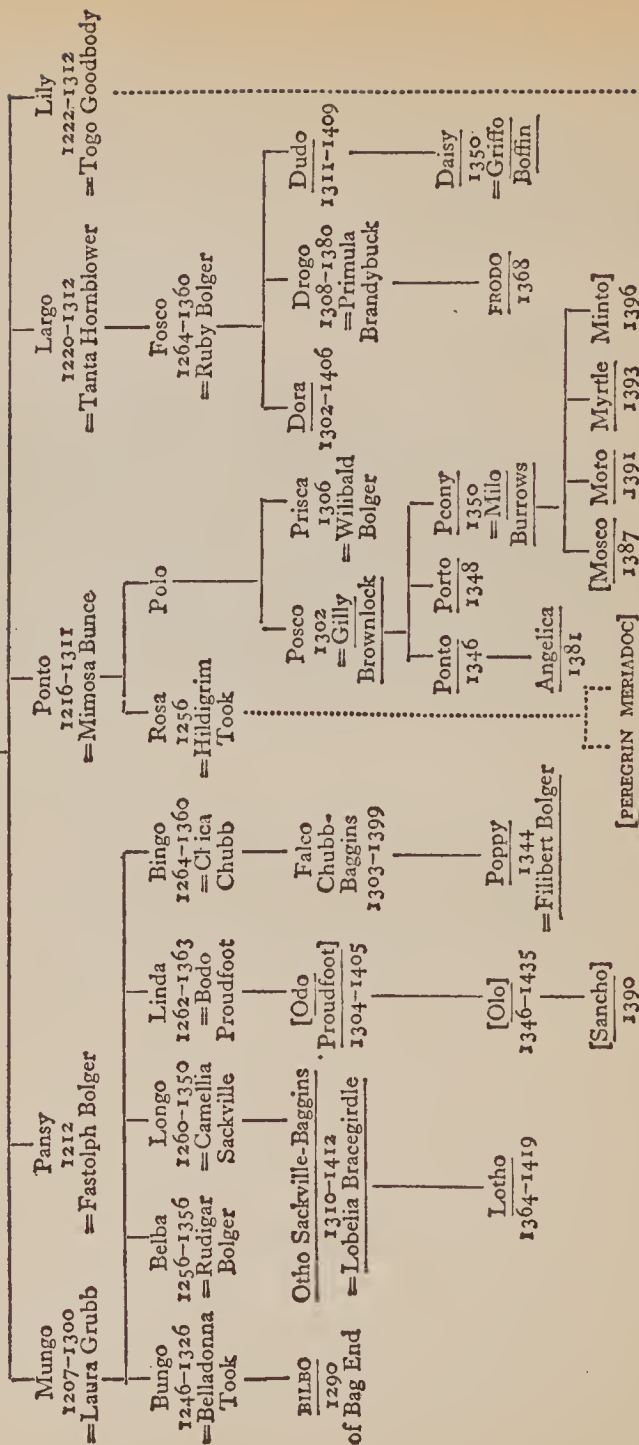 Mungo
1207–1300
=Laura Grubb
Pansy
1212
=Fastolph Bolger
Ponto
1216–1311
=Mimosa Bunce
Largo
1220–1312
=Tanta Hornblower
Lily
1222–1312
=Togo Goodbody
Bungo
1246–1326
=Belladonna
Took
Belba
1256–1356
=Rudigar
Bolger
Longo
1260–1350
=Camellia
Sackville
Linda
1262–1363
=Bodo
Proudfoot
Bingo
1264–1360
=Chica
Chubb
Rosa
1256
=Hildigrim
Took
Polo
Fosco
1264–1360
=Ruby Bolger
BILBO
1290
of Bag End
Otho Sackville-Baggins
1310–1412
=Lobelia Bracegirdle
[Odo
Proudfoot]
1304–1405
Falco
Chubb-
Baggins
1303–1399
Posco
1302
=Gilly
Brownlock
Prisca
1306
=Wilibald
Bolger
Dora
1302–1406
Drogo
1308–1380
=Primula
Brandybuck
Dudo
1311–1409
Lotho
1364–1419
[Olo]
1346–1435
Poppy
1344
=Filibert Bolger
Ponto
1346
Porto
1348
Peony
1350
=Milo
Burrows
FRODO
1368
Daisy
1350
=Griffo
Boffin
[Sancho]
1390
Angelica
1381
[Mosco
1387
Moro
1391
Myrtle
1393
Minto]
1396
[PEREGRIN MERIADOC]